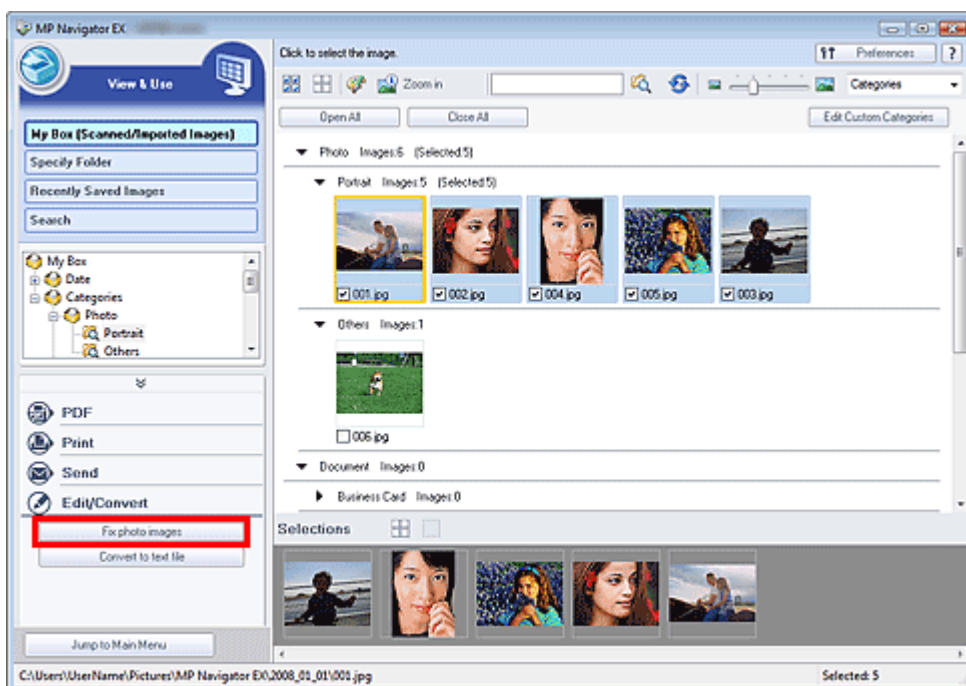 MP Navigator EX
View & Use
My Box (Scanned/Imported Images)
Specify Folder
Recently Saved Images
Search
My Box
Date
Categories
Photo
Portrait
Others
PDF
Print
Send
Edit/Convert
Fix photo images
Convert to text file
Jump to Main Menu
Click to select the image.
Preferences
?
Zoom in
Categories
Open All
Close All
Edit Custom Categories
Photo Images:6 (Selected:5)
Portrait Images:5 (Selected:5)
001.jpg
002.jpg
004.jpg
005.jpg
003.jpg
Others Images:1
006.jpg
Document Images:0
Business Card Images:0
Selections
C:\Users\UserName\Pictures\MP Navigator EX\2008_01_01\001.jpg
Selected: 5